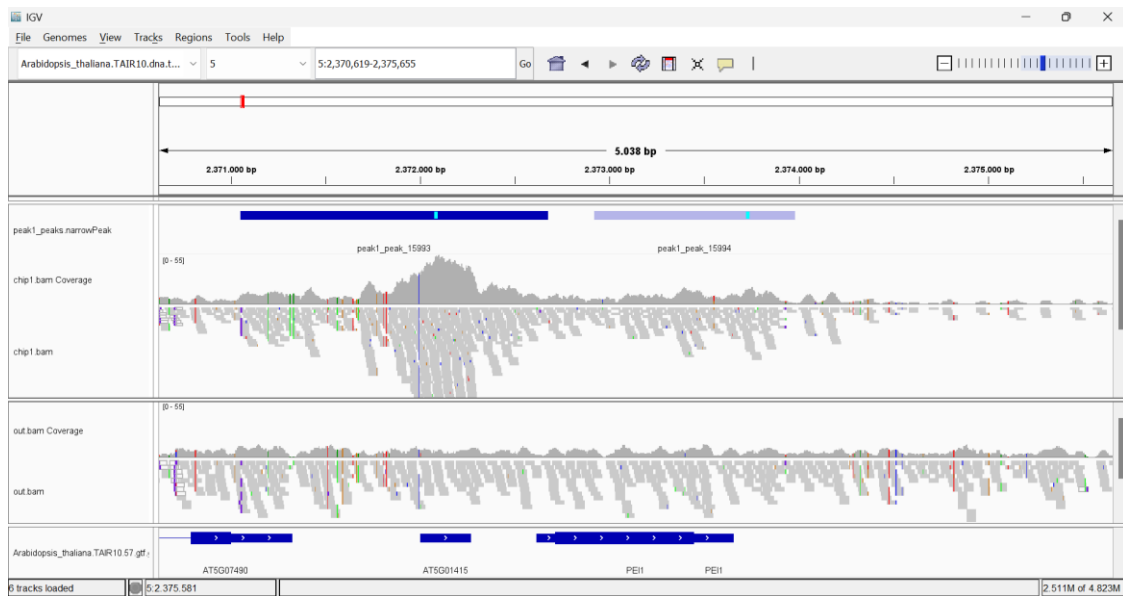 IGV
File Genomes View Tracks Regions Tools Help
Arabidopsis_thaliana.TAIR10.dna.t... 5 5:2,370,619-2,375,655 Go
5.038 bp
2.371.000 bp 2.372.000 bp 2.373.000 bp 2.374.000 bp 2.375.000 bp
peak1_peaks.narrowPeak
peak1_peak_15993 peak1_peak_15994
[0 - 55]
chip1.bam Coverage
chip1.bam
[0 - 55]
out.bam Coverage
out.bam
Arabidopsis_thaliana.TAIR10.57.gtf
AT5G07490 AT5G01415 PEI1 PEI1
6 tracks loaded 5:2.375.581 2.511M of 4.823M